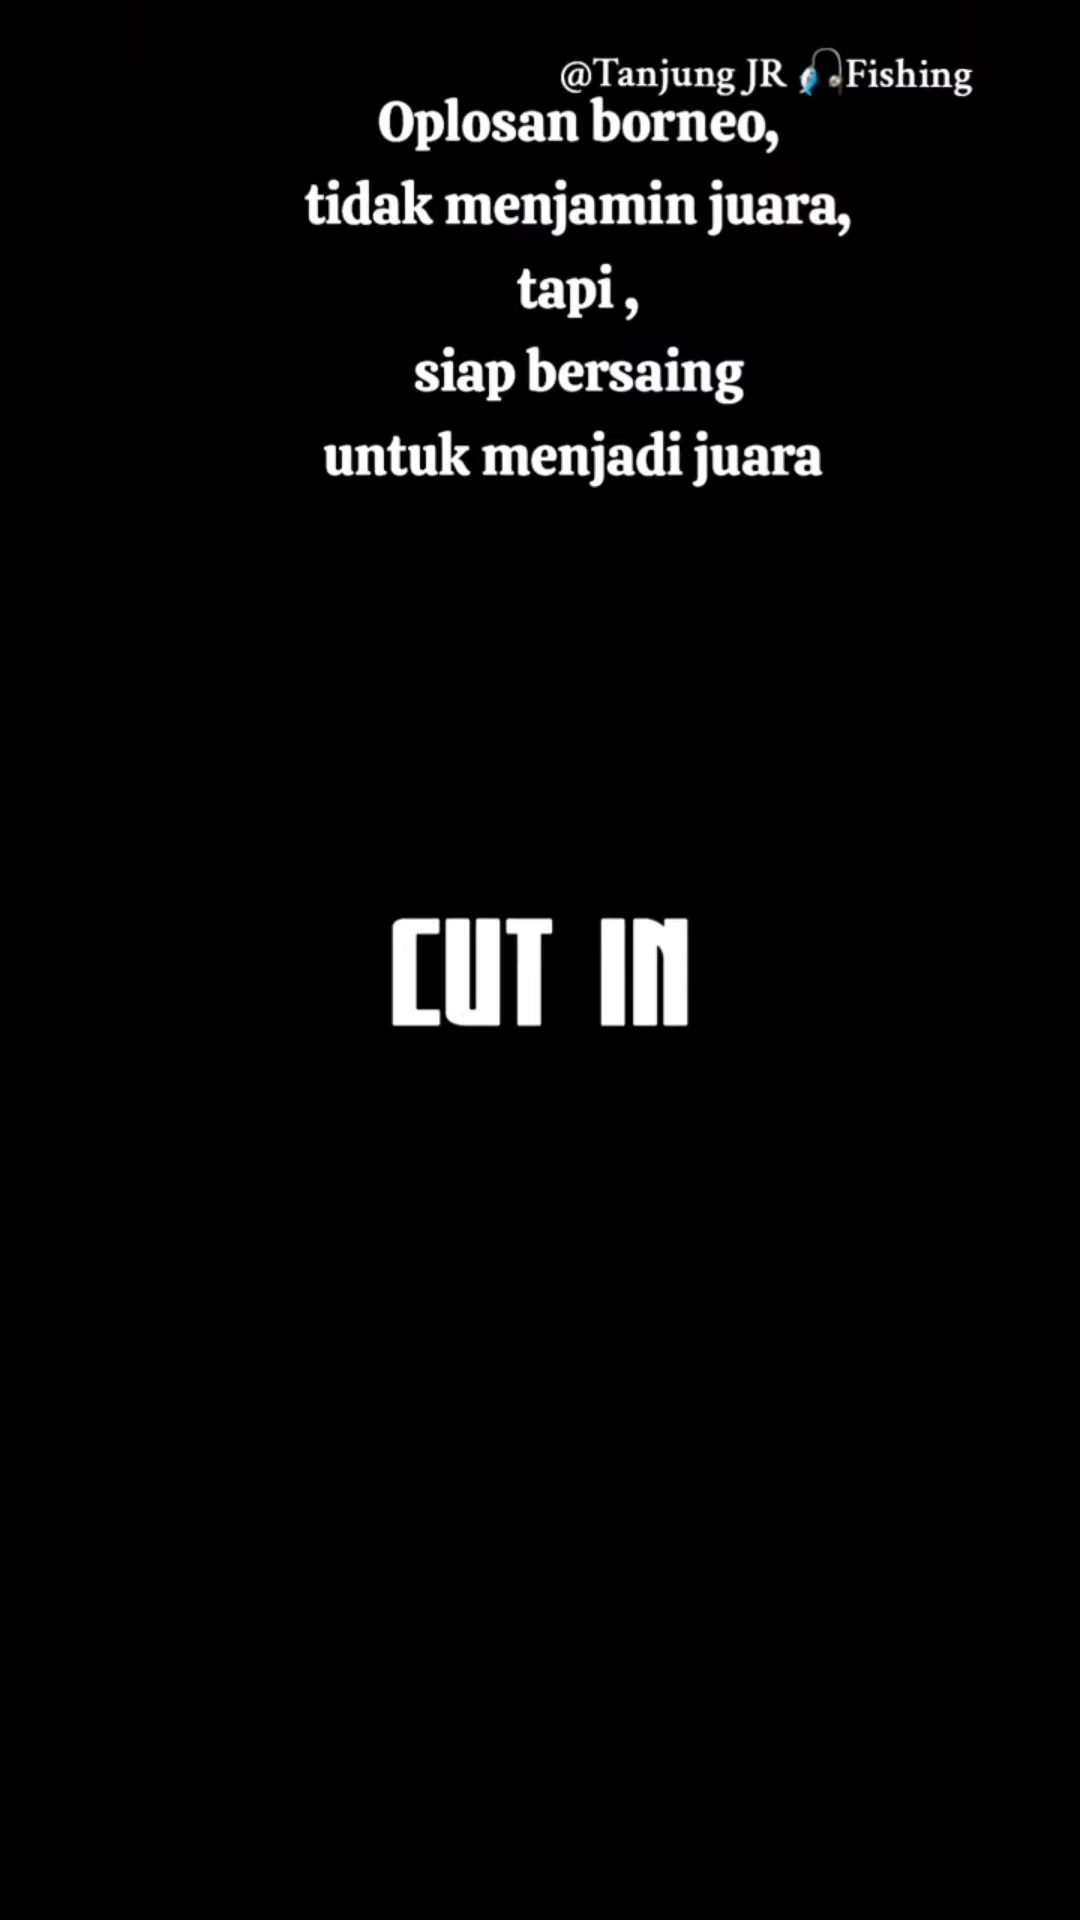 @Tanjung JR 🎣Fishing
Oplosan borneo,
tidak menjamin juara,
tapi ,
siap bersaing
untuk menjadi juara
CUT IN